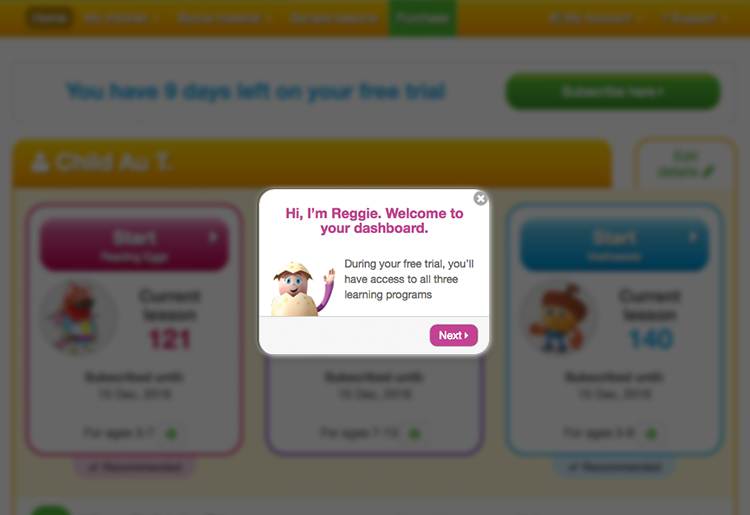 Home My children Bonus material Sample lessons Purchase My Account Support
You have 9 days left on your free trial
Subscribe here
Child Au T.
Edit
details
Hi, I'm Reggie. Welcome to
your dashboard.
During your free trial, you'll
have access to all three
learning programs
Next
Start
Reading Eggs
Current
lesson
121
Subscribed until:
15 Dec, 2018
For ages 3-7
Recommended
Subscribed until:
15 Dec, 2018
For ages 7-13
Start
Mathseeds
Current
lesson
140
Subscribed until:
15 Dec, 2018
For ages 3-8
Recommended